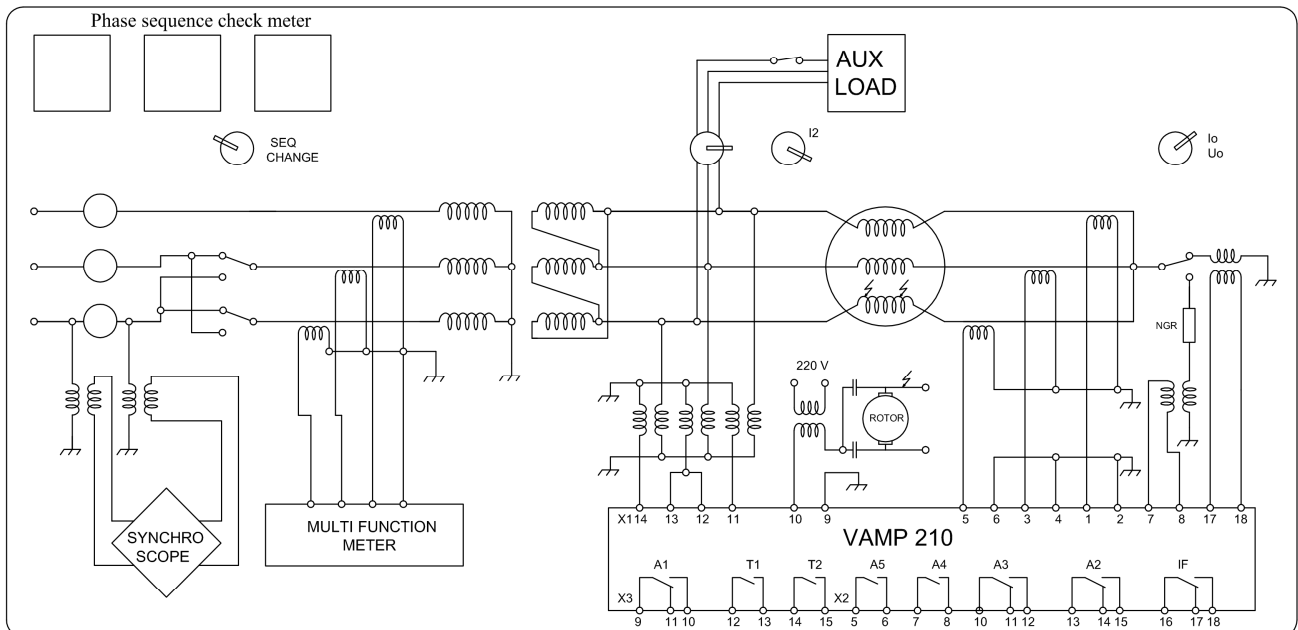 Phase sequence check meter
AUX
LOAD
SEQ
CHANGE
I2
Io
Uo
NGR
220 V
ROTOR
SYNCHRO
SCOPE
MULTI FUNCTION
METER
X1 14 13 12 11 10 9 5 6 3 4 1 2 7 8 17 18
VAMP 210
A1 T1 T2 A5 A4 A3 A2 IF
X3 X2
9 11 10 12 13 14 15 5 6 7 8 10 11 12 13 14 15 16 17 18